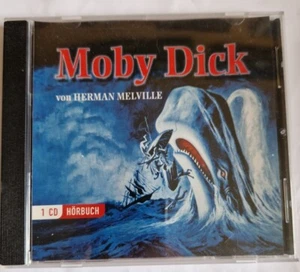 Moby Dick
von HERMAN MELVILLE
1 CD HÖRBUCH